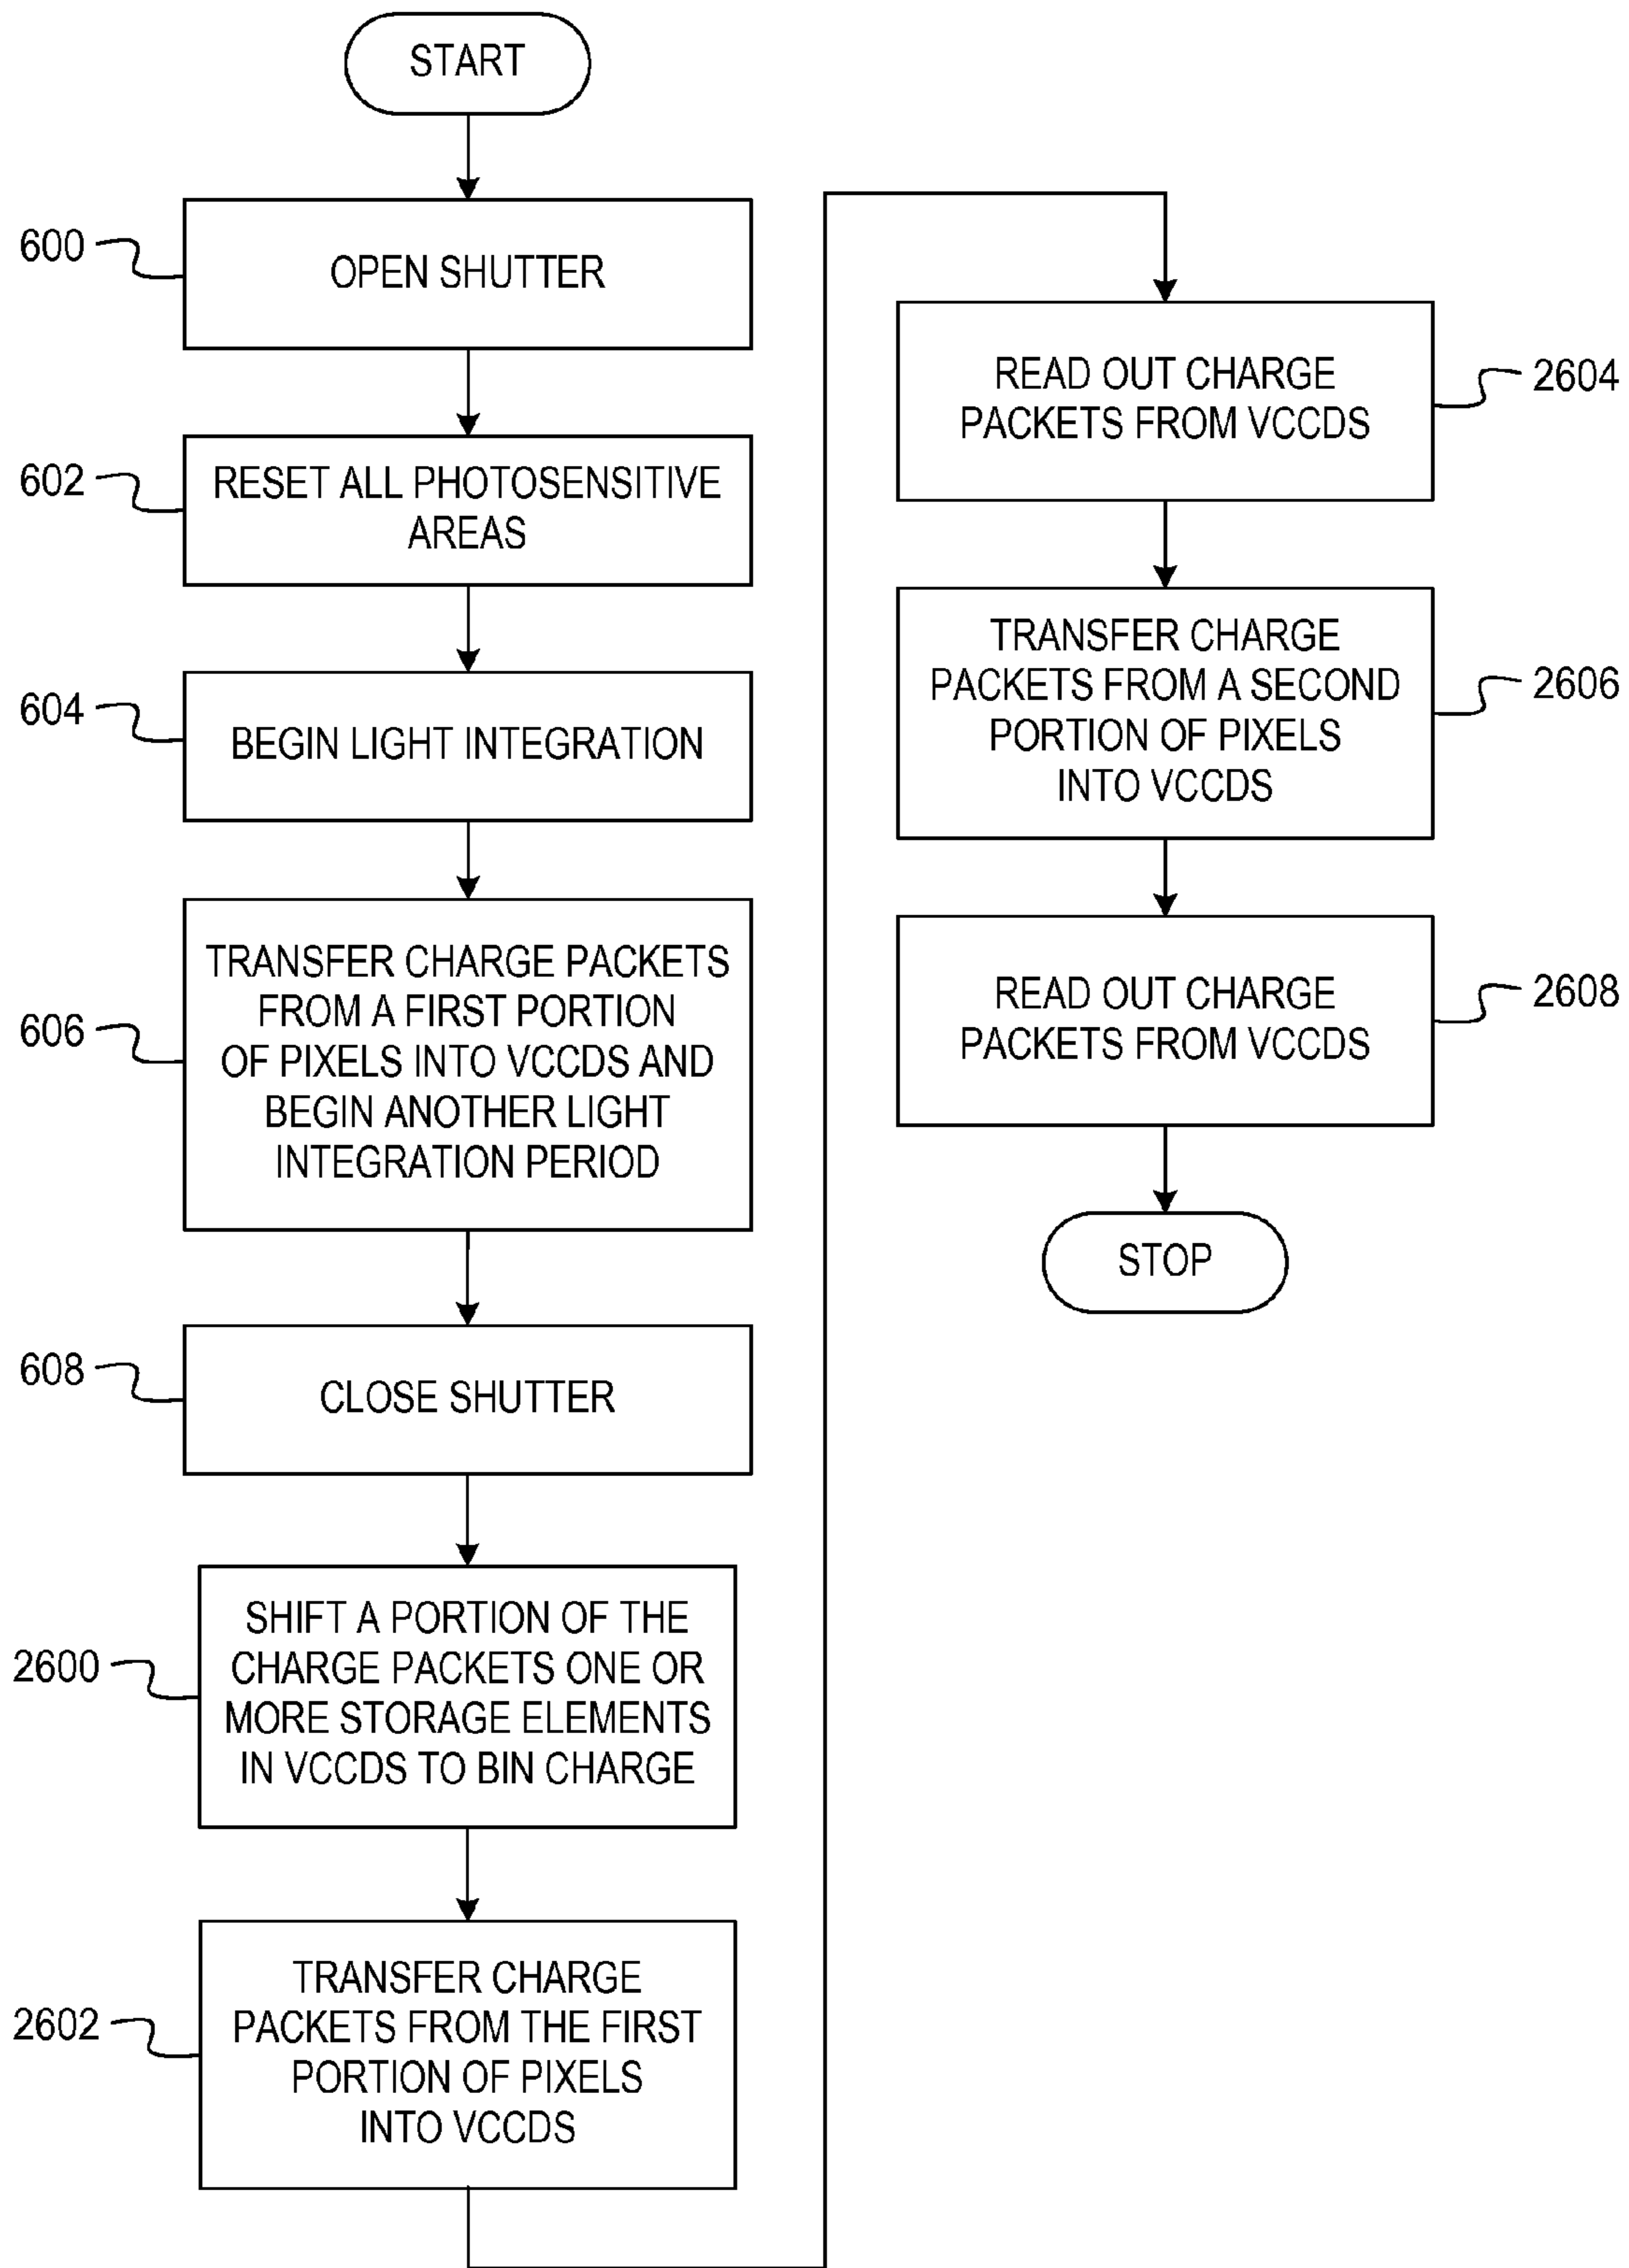 START
600
OPEN SHUTTER
602
RESET ALL PHOTOSENSITIVE
AREAS
604
BEGIN LIGHT INTEGRATION
606
TRANSFER CHARGE PACKETS
FROM A FIRST PORTION
OF PIXELS INTO VCCDS AND
BEGIN ANOTHER LIGHT
INTEGRATION PERIOD
608
CLOSE SHUTTER
2600
SHIFT A PORTION OF THE
CHARGE PACKETS ONE OR
MORE STORAGE ELEMENTS
IN VCCDS TO BIN CHARGE
2602
TRANSFER CHARGE
PACKETS FROM THE FIRST
PORTION OF PIXELS
INTO VCCDS
READ OUT CHARGE
PACKETS FROM VCCDS
2604
TRANSFER CHARGE
PACKETS FROM A SECOND
PORTION OF PIXELS
INTO VCCDS
2606
READ OUT CHARGE
PACKETS FROM VCCDS
2608
STOP